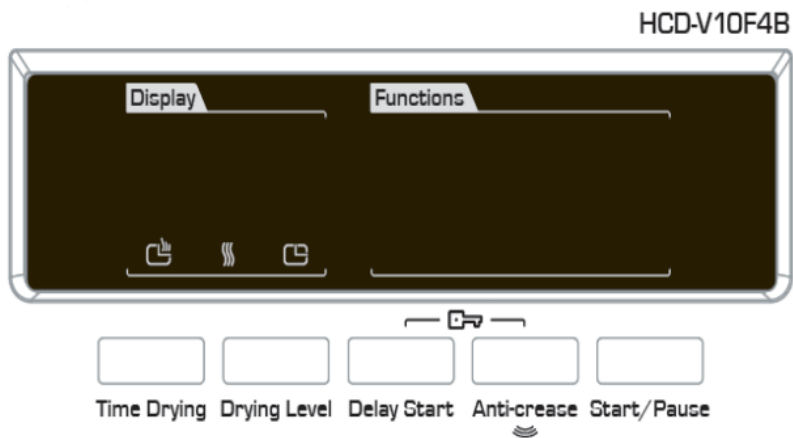 HCD-V10F4B
Display Functions
Time Drying Drying Level Delay Start Anti-crease Start/Pause